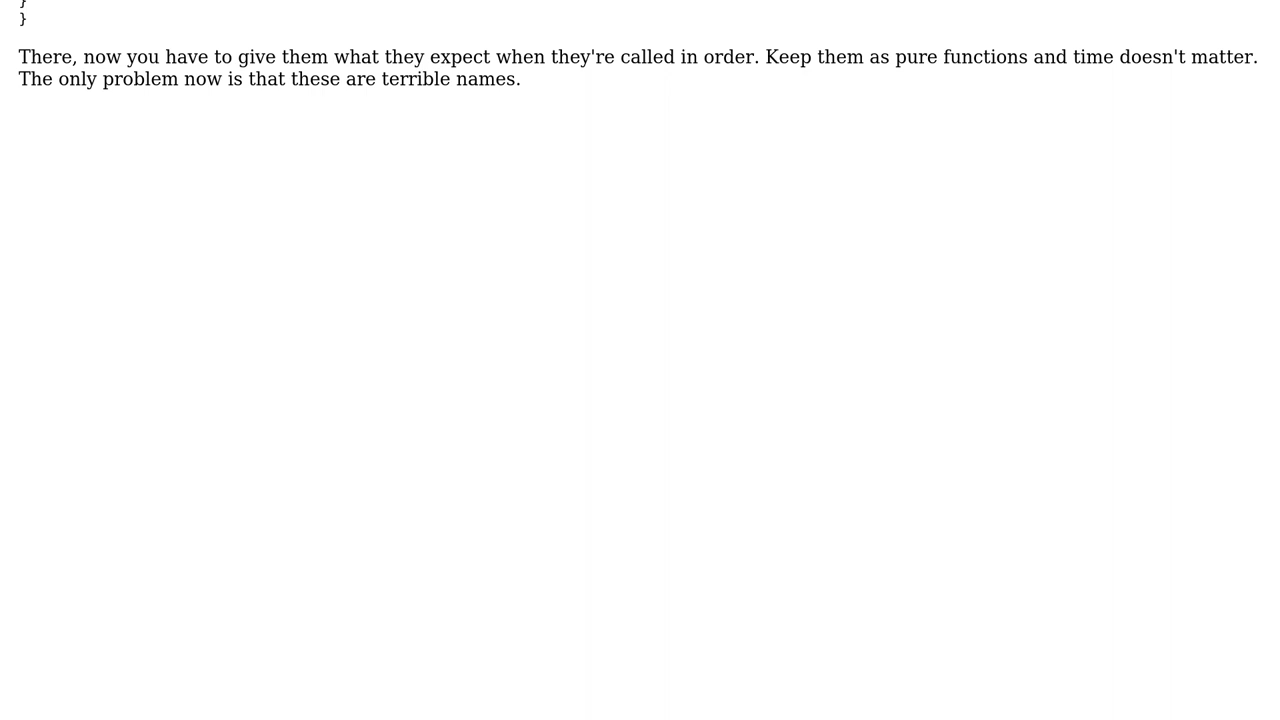 }
}
There, now you have to give them what they expect when they're called in order. Keep them as pure functions and time doesn't matter.
The only problem now is that these are terrible names.